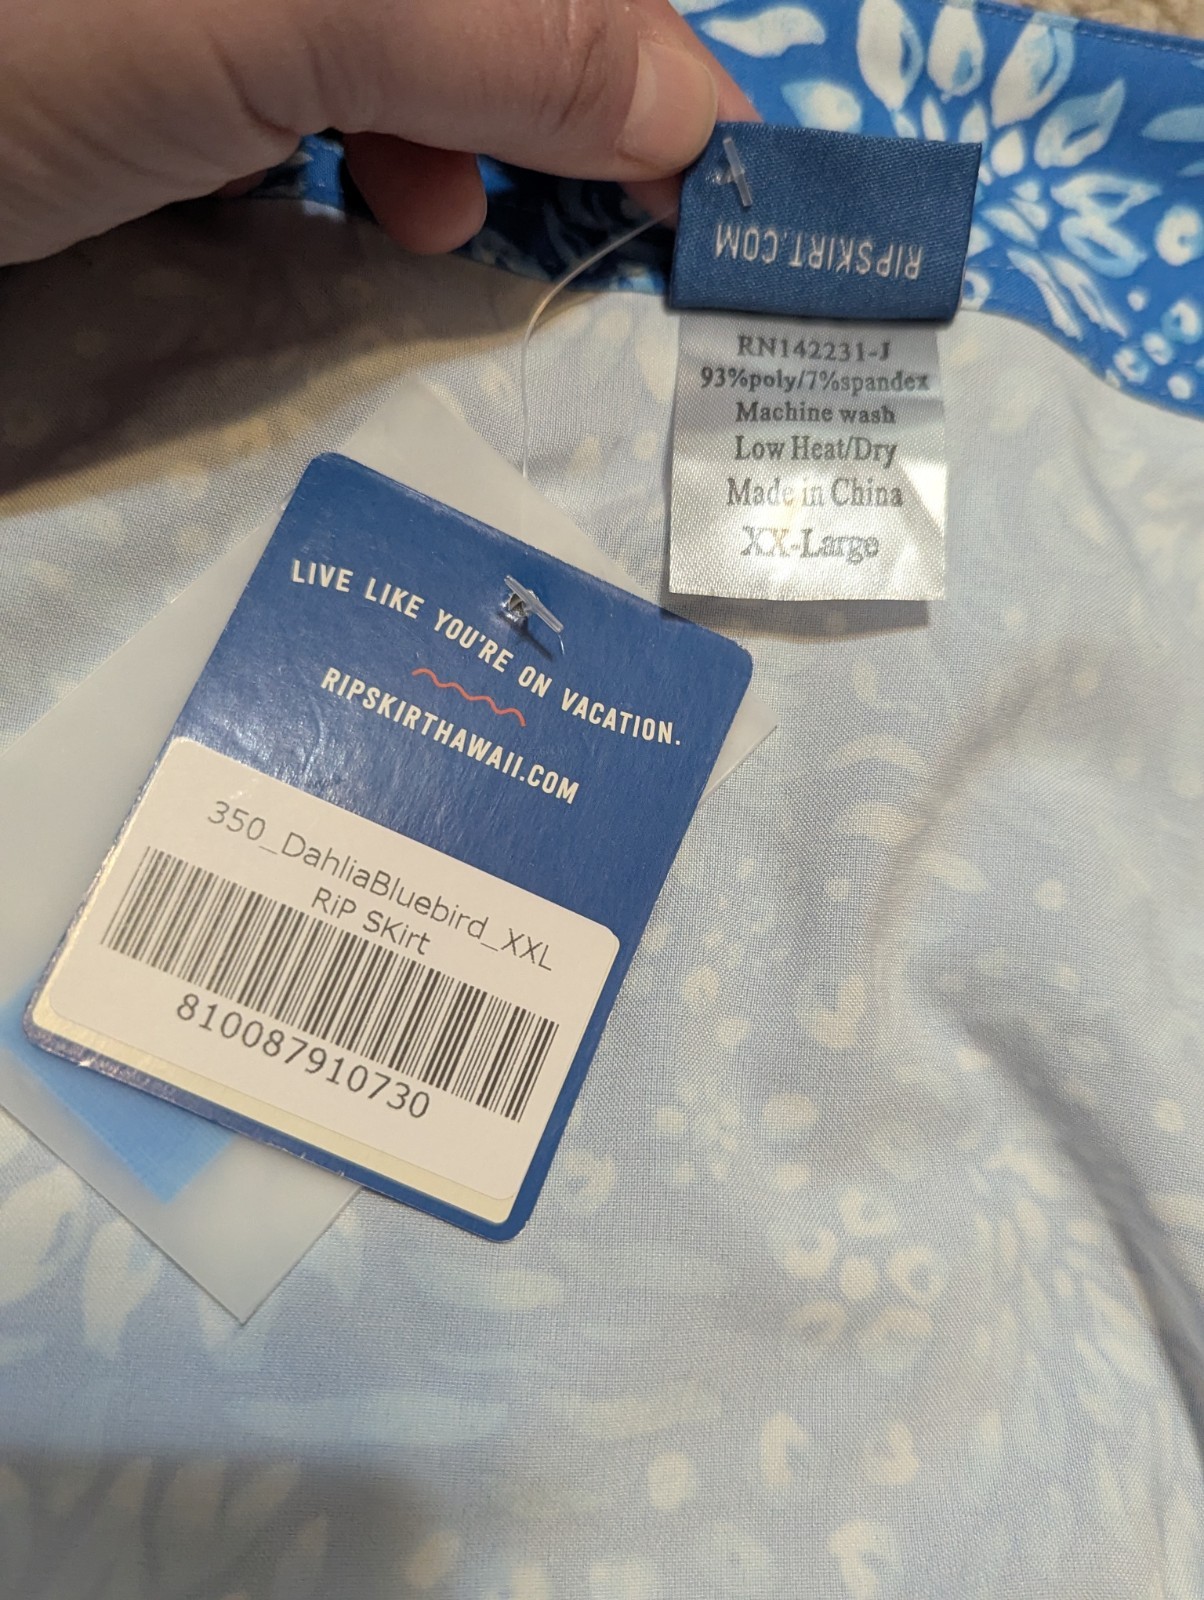 RIPSKIRT.COM
RN142231-J
93%poly/7%spandex
Machine wash
Low Heat/Dry
Made in China
XX-Large
LIVE LIKE YOU'RE ON VACATION.
RIPSKIRTHAWAII.COM
350_DahliaBluebird_XXL
RiP SKirt
810087910730